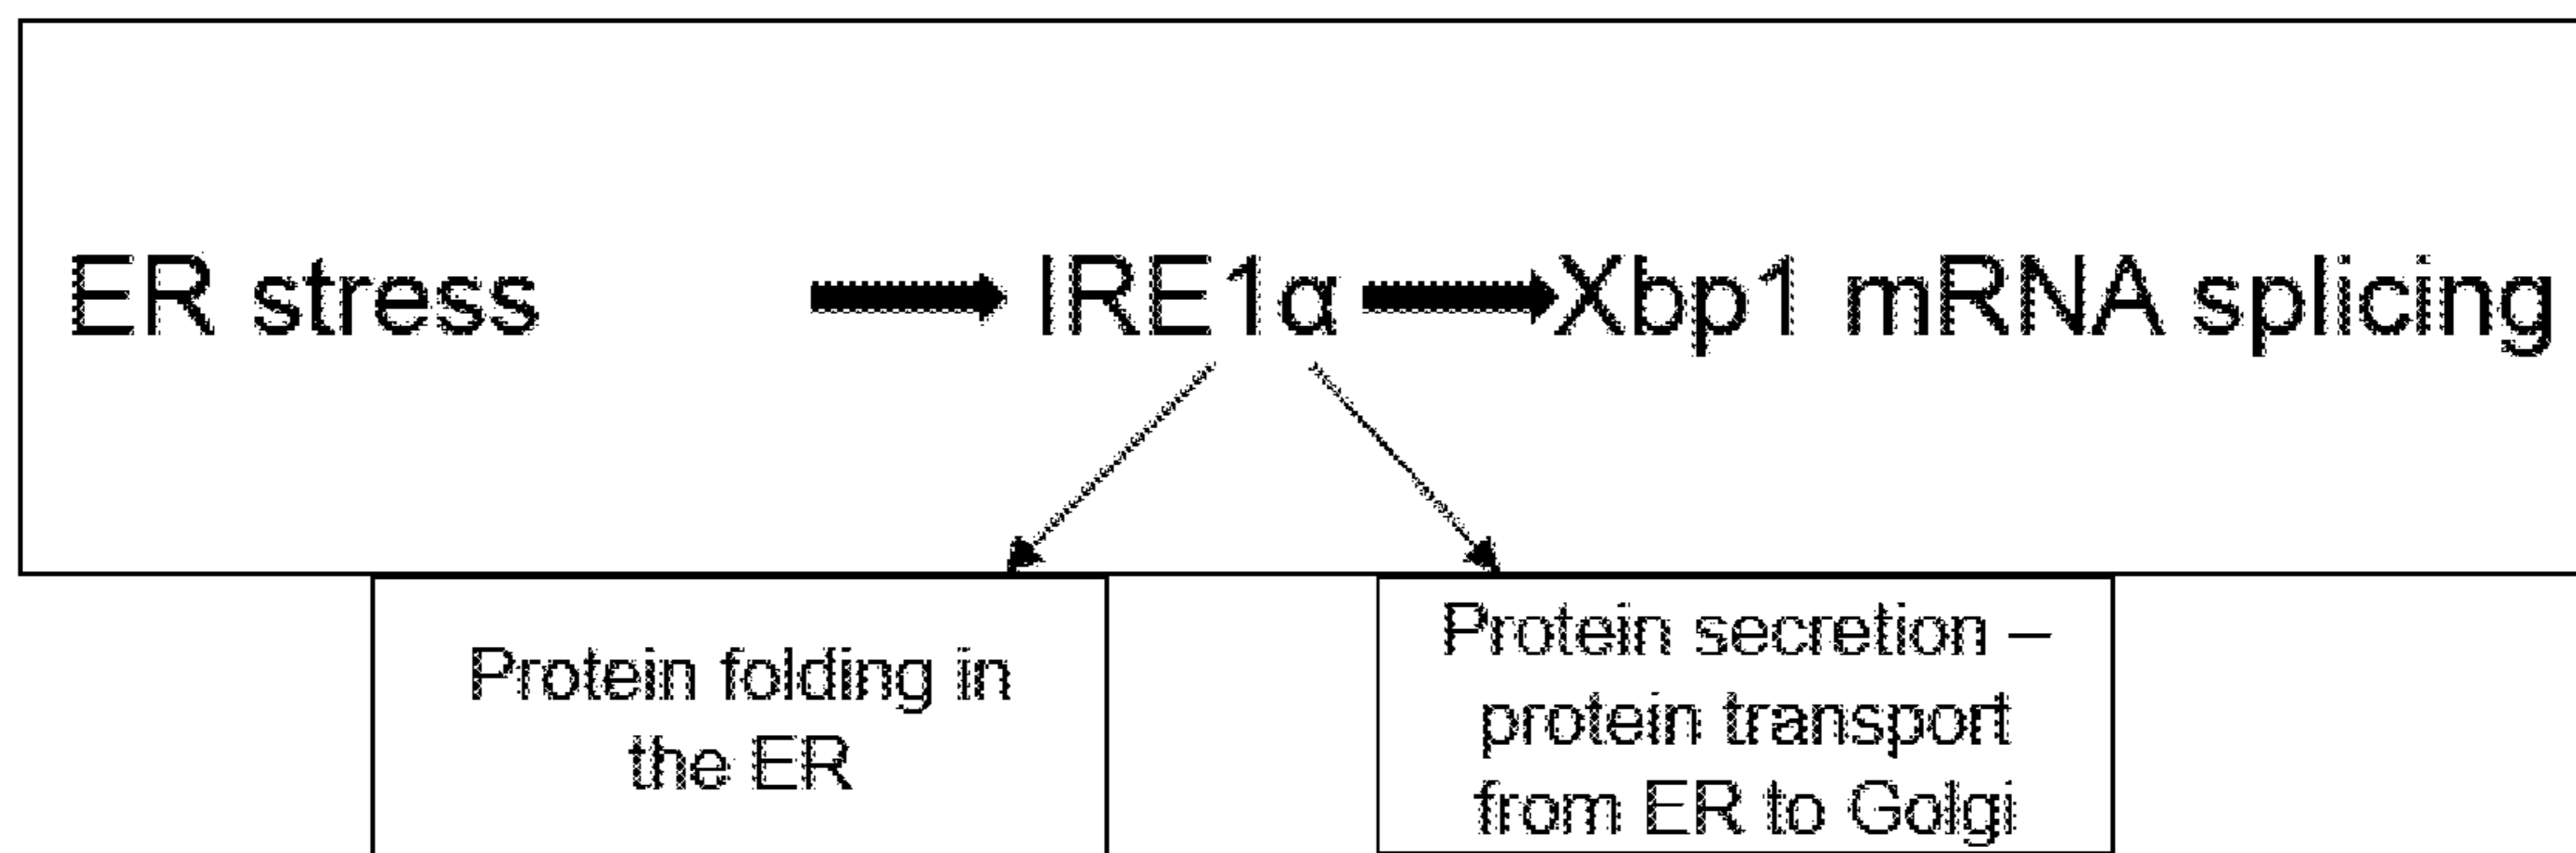 ER stress IRE1α Xbp1 mRNA splicing
Protein folding in
the ER
Protein secretion –
protein transport
from ER to Golgi